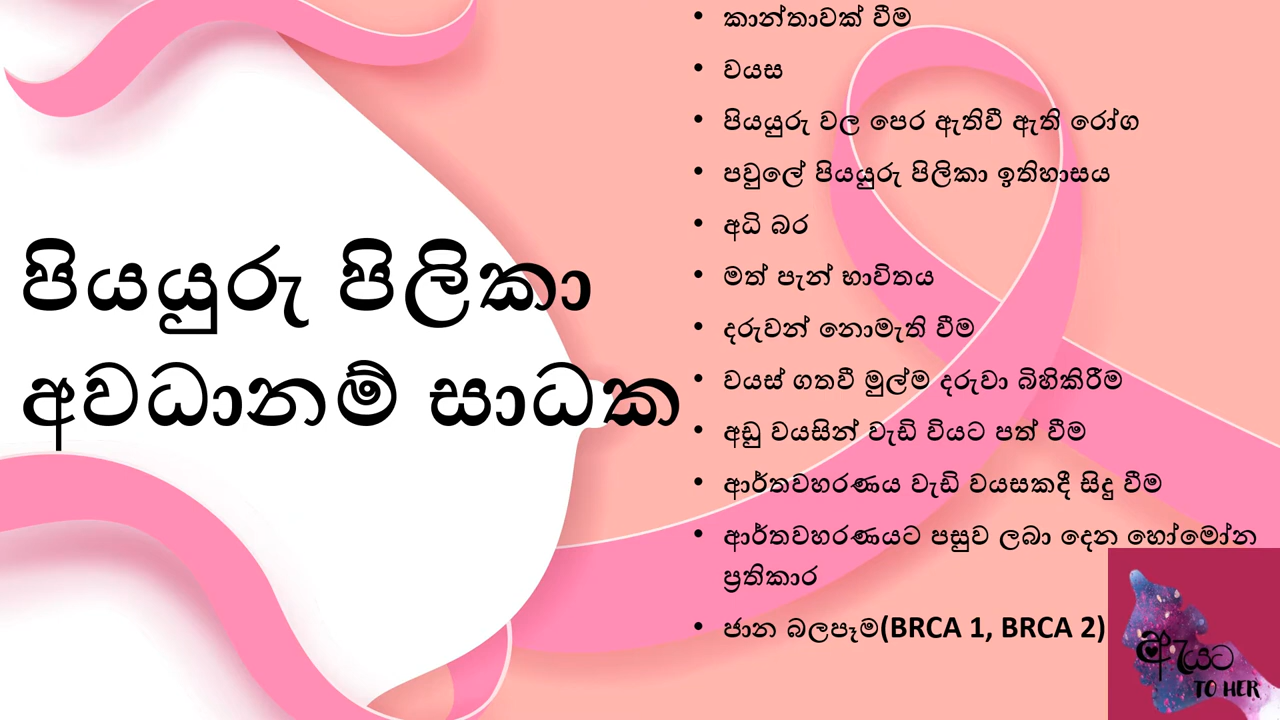 පියයුරු පිලිකා
අවධානම් සාධක
• කාන්තාවක් වීම
• වයස
• පියයුරු වල පෙර ඇතිවී ඇති රෝග
• පවුලේ පියයුරු පිලිකා ඉතිහාසය
• අධි බර
• මත් පැන් භාවිතය
• දරුවන් නොමැති වීම
• වයස් ගතවී මුල්ම දරුවා බිහිකිරීම
• අඩු වයසින් වැඩි වියට පත් වීම
• ආර්තවහරණය වැඩි වයසකදී සිදු වීම
• ආර්තවහරණයට පසුව ලබා දෙන හෝමෝන
ප්‍රතිකාර
• ජාන බලපෑම(BRCA 1, BRCA 2)
ඇයට
TO HER